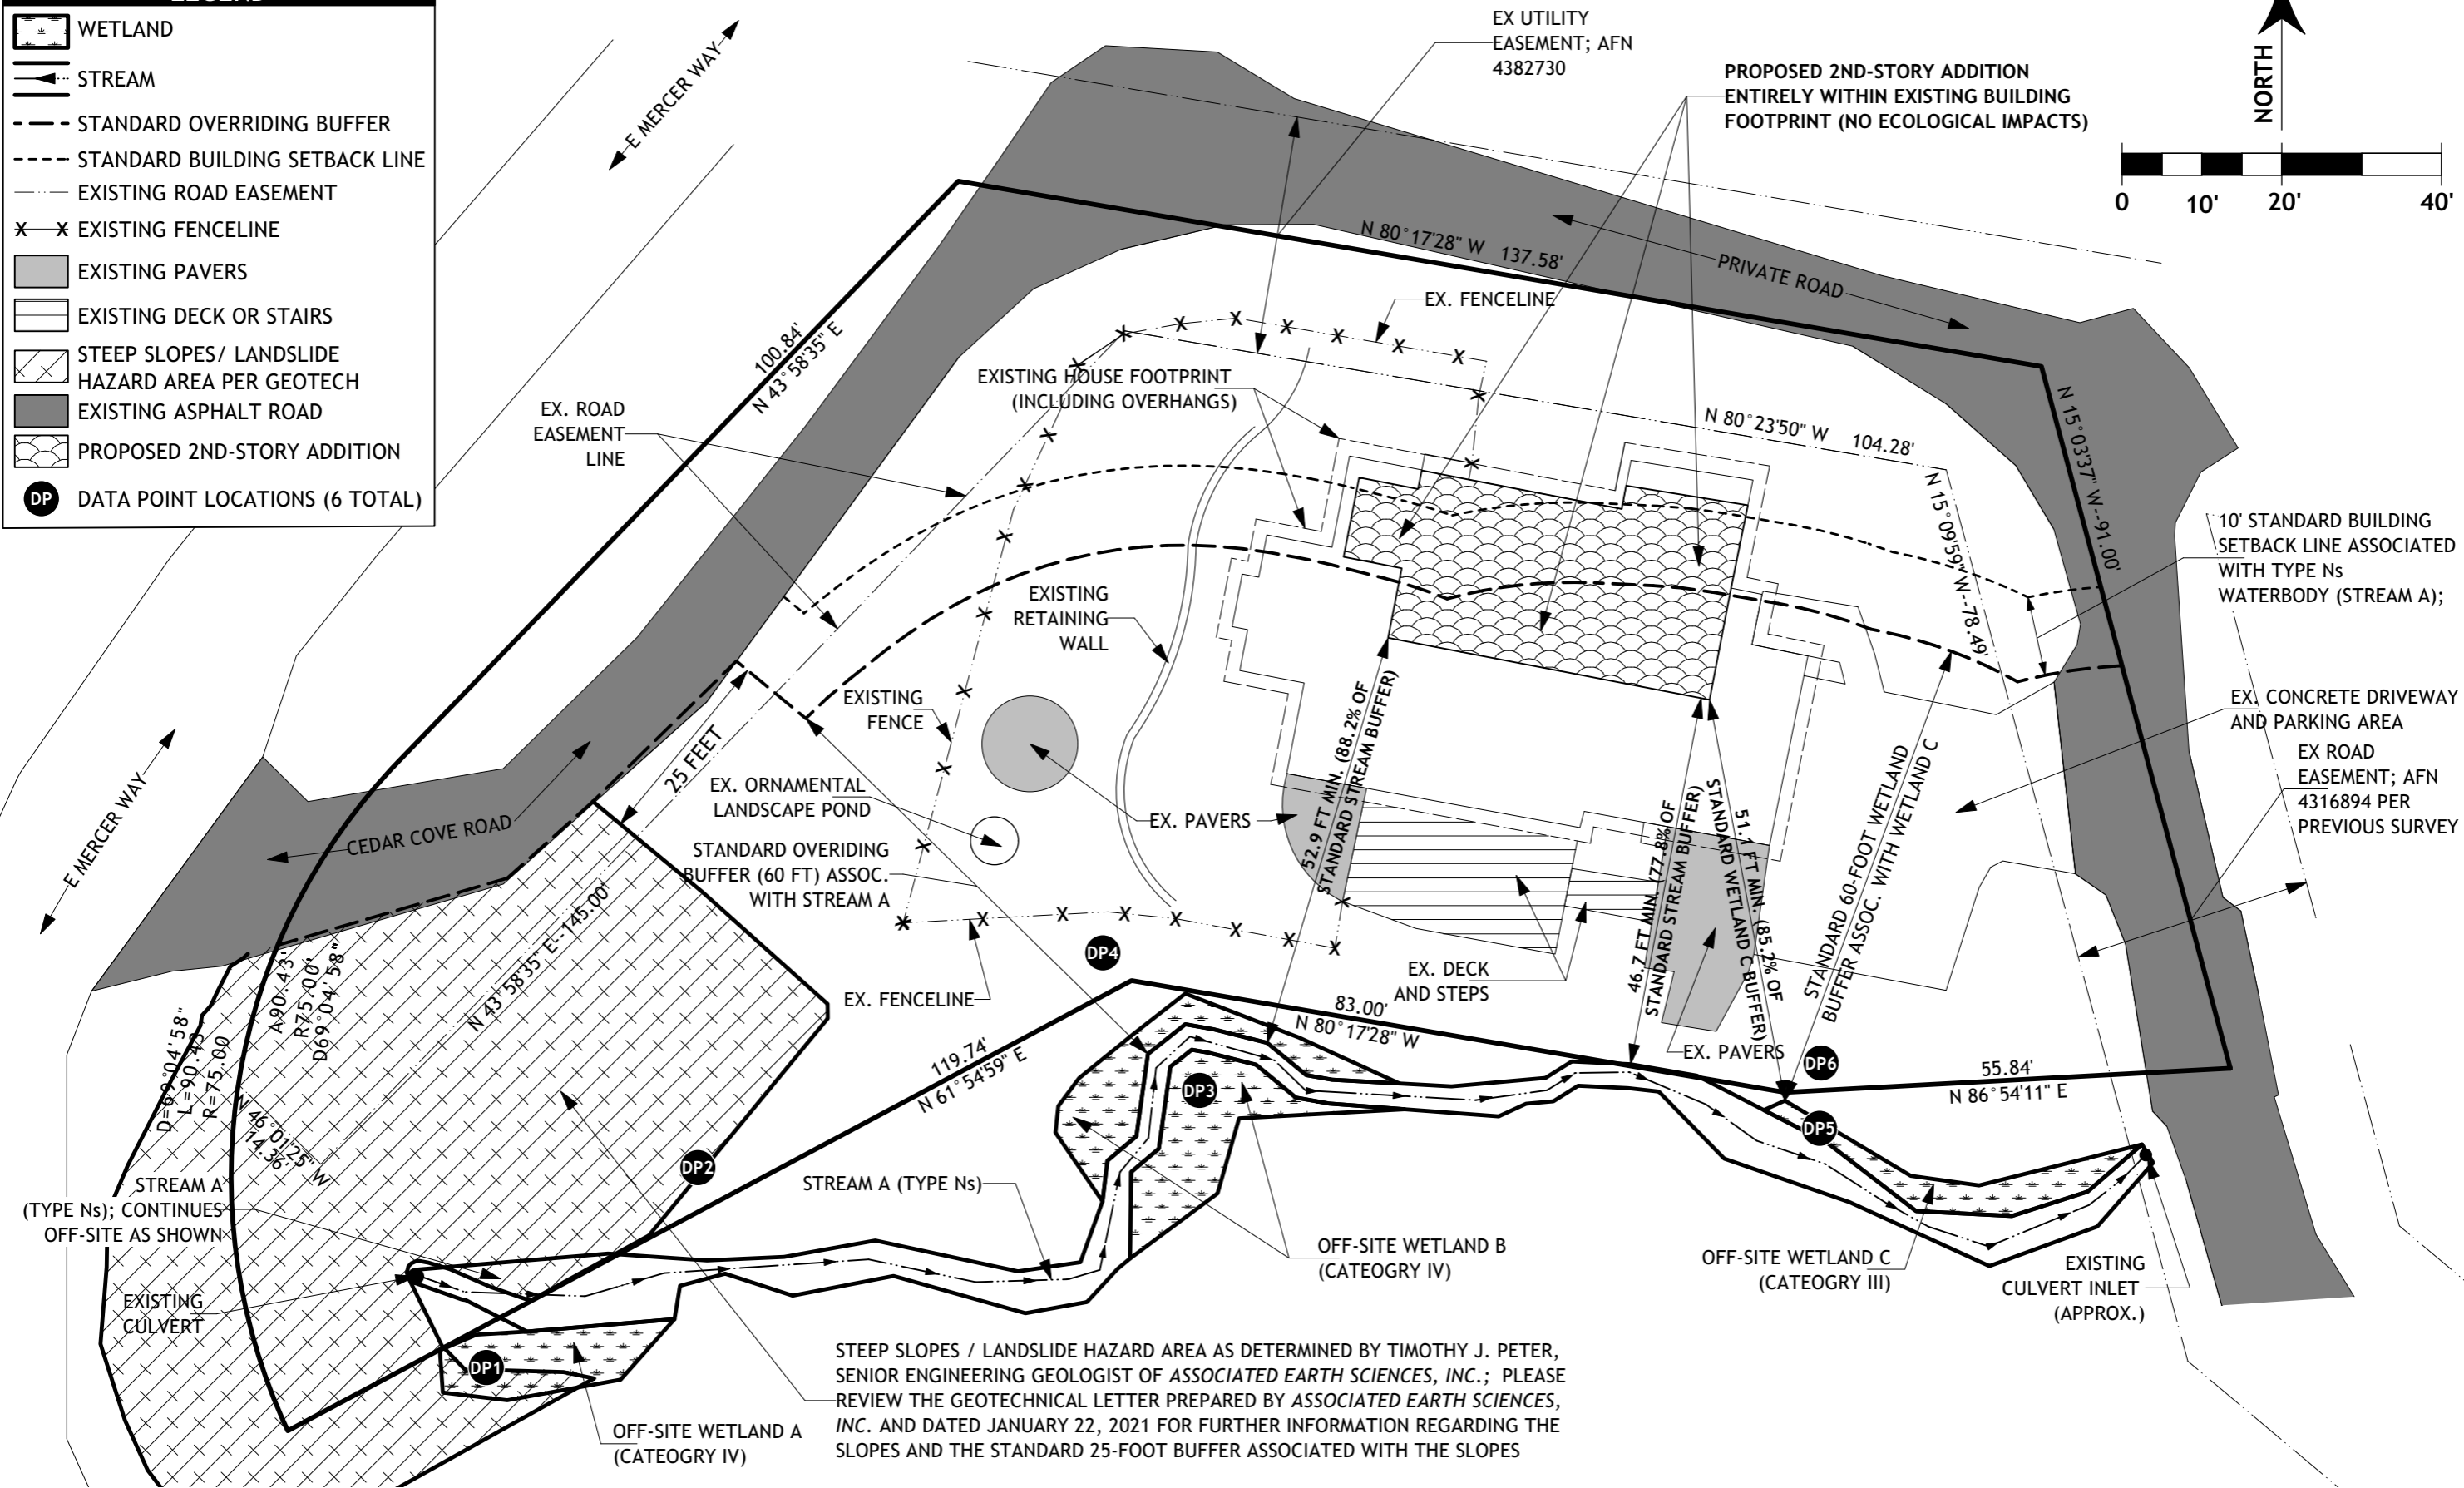 LEGEND
WETLAND
STREAM
STANDARD OVERRIDING BUFFER
STANDARD BUILDING SETBACK LINE
EXISTING ROAD EASEMENT
X X EXISTING FENCELINE
EXISTING PAVERS
EXISTING DECK OR STAIRS
STEEP SLOPES/ LANDSLIDE
HAZARD AREA PER GEOTECH
EXISTING ASPHALT ROAD
PROPOSED 2ND-STORY ADDITION
DP DATA POINT LOCATIONS (6 TOTAL)
E MERCER WAY
EX UTILITY
EASEMENT; AFN
4382730
PROPOSED 2ND-STORY ADDITION
ENTIRELY WITHIN EXISTING BUILDING
FOOTPRINT (NO ECOLOGICAL IMPACTS)
NORTH
0 10' 20' 40'
N 80°17'28" W 137.58'
PRIVATE ROAD
100.84'
N 43°58'35" E
EX. FENCELINE
EXISTING HOUSE FOOTPRINT
(INCLUDING OVERHANGS)
EX. ROAD
EASEMENT
LINE
N 80°23'50" W 104.28'
N 15°03'37" W--91.00'
N 15°09'59" W--78.49'
10' STANDARD BUILDING
SETBACK LINE ASSOCIATED
WITH TYPE Ns
WATERBODY (STREAM A);
EXISTING
RETAINING
WALL
EXISTING
FENCE
25 FEET
EX. ORNAMENTAL
LANDSCAPE POND
EX. PAVERS
STANDARD OVERIDING
BUFFER (60 FT) ASSOC.
WITH STREAM A
52.9 FT MIN. (88.2% OF
STANDARD STREAM BUFFER)
46.7 FT MIN. (77.8% OF
STANDARD STREAM BUFFER)
51.1 FT MIN. (85.2% OF
STANDARD WETLAND C BUFFER)
STANDARD 60-FOOT WETLAND
BUFFER ASSOC. WITH WETLAND C
EX. CONCRETE DRIVEWAY
AND PARKING AREA
EX ROAD
EASEMENT; AFN
4316894 PER
PREVIOUS SURVEY
E MERCER WAY
CEDAR COVE ROAD
N 43°58'35" E--145.00'
A90.43'
R75.00'
D69°04'58"
D=69°04'58"
L=90.43'
R=75.00
N 46°01'25" W
14.36'
EX. FENCELINE
DP4
EX. DECK
AND STEPS
83.00'
N 80°17'28" W
EX. PAVERS
DP6
55.84'
N 86°54'11" E
119.74'
N 61°54'59" E
DP3
DP5
DP2
STREAM A
(TYPE Ns); CONTINUES
OFF-SITE AS SHOWN
STREAM A (TYPE Ns)
OFF-SITE WETLAND B
(CATEOGRY IV)
OFF-SITE WETLAND C
(CATEOGRY III)
EXISTING
CULVERT INLET
(APPROX.)
EXISTING
CULVERT
DP1
OFF-SITE WETLAND A
(CATEOGRY IV)
STEEP SLOPES / LANDSLIDE HAZARD AREA AS DETERMINED BY TIMOTHY J. PETER,
SENIOR ENGINEERING GEOLOGIST OF ASSOCIATED EARTH SCIENCES, INC.; PLEASE
REVIEW THE GEOTECHNICAL LETTER PREPARED BY ASSOCIATED EARTH SCIENCES,
INC. AND DATED JANUARY 22, 2021 FOR FURTHER INFORMATION REGARDING THE
SLOPES AND THE STANDARD 25-FOOT BUFFER ASSOCIATED WITH THE SLOPES